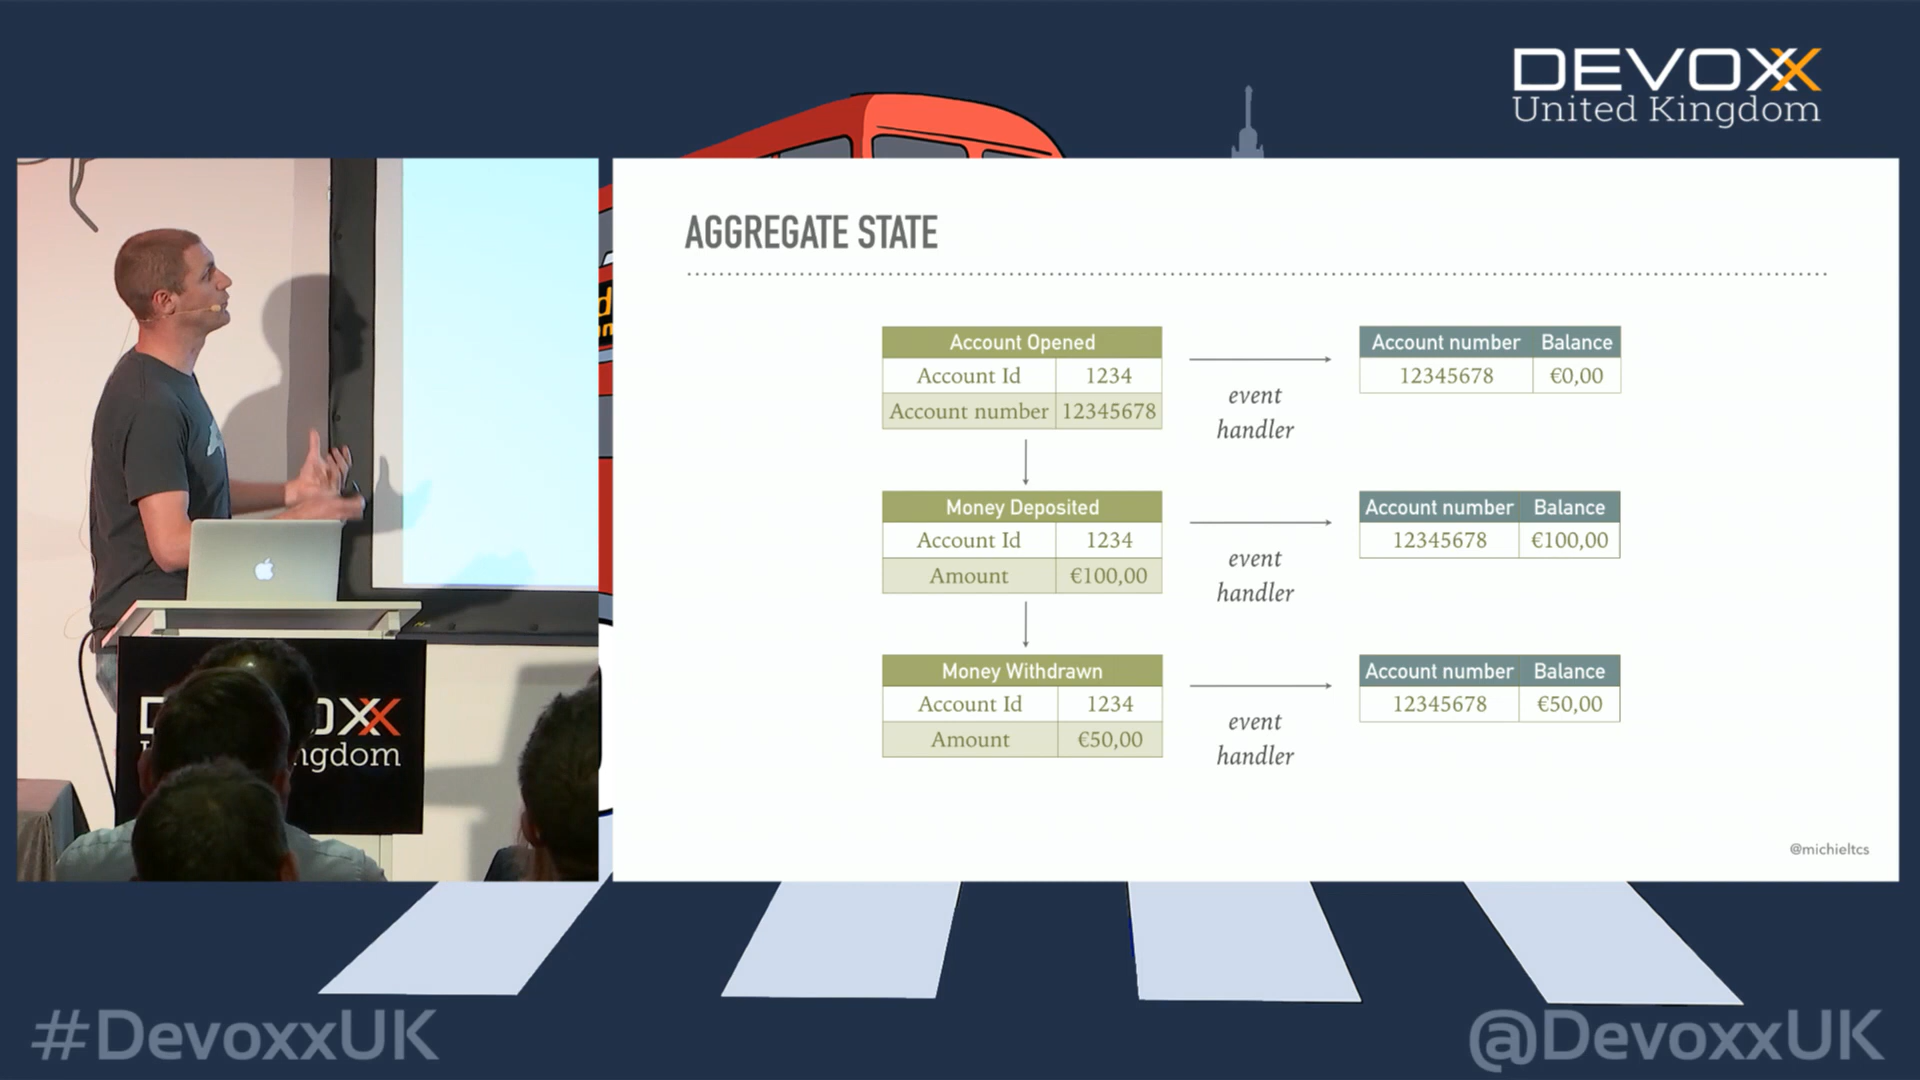 DEVOXX
United Kingdom
AGGREGATE STATE
Account Opened
Account Id 1234
Account number 12345678
event
handler
Account number Balance
12345678 €0,00
Money Deposited
Account Id 1234
Amount €100,00
event
handler
Account number Balance
12345678 €100,00
Money Withdrawn
Account Id 1234
Amount €50,00
event
handler
Account number Balance
12345678 €50,00
@michieltcs
#DevoxxUK
@DevoxxUK